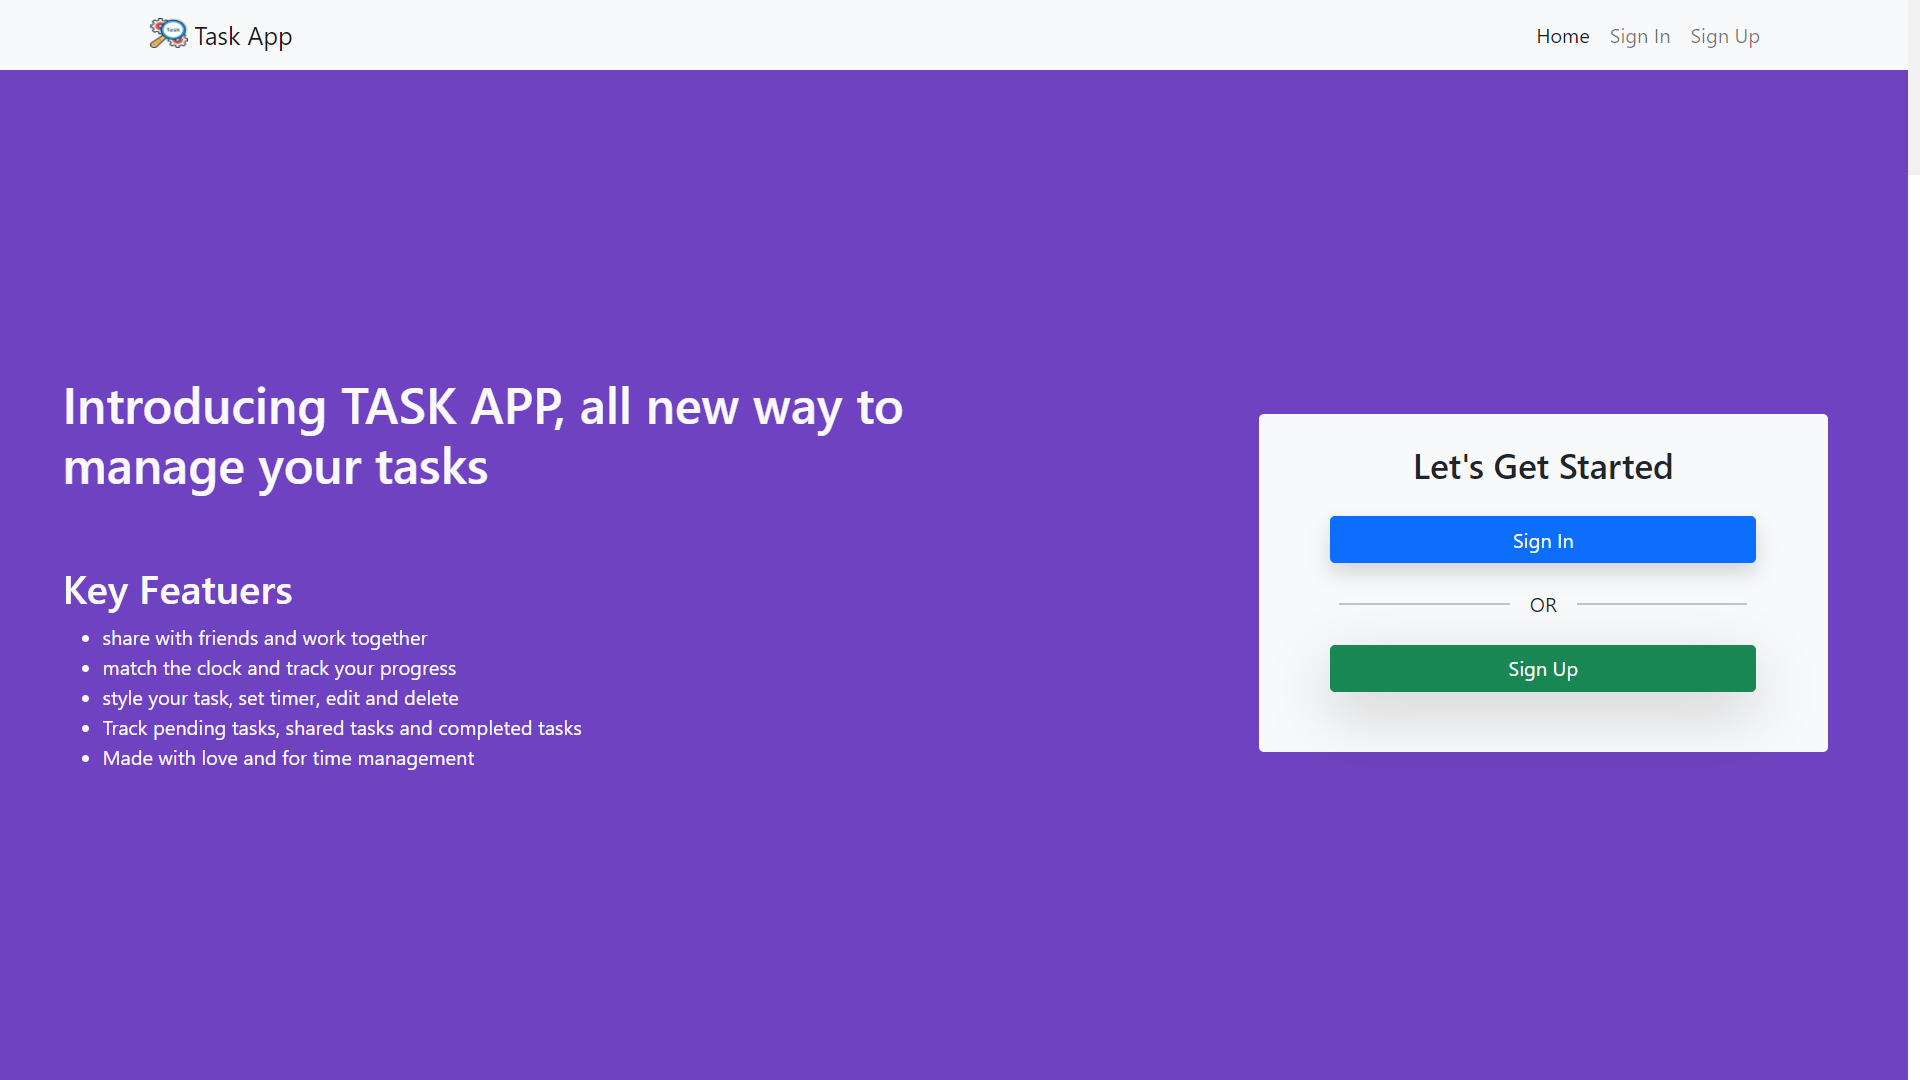 Task
Task App
Home
Sign In
Sign Up
Introducing TASK APP, all new way to
manage your tasks
Key Featuers
share with friends and work together
match the clock and track your progress
style your task, set timer, edit and delete
Track pending tasks, shared tasks and completed tasks
Made with love and for time management
Let's Get Started
Sign In
OR
Sign Up